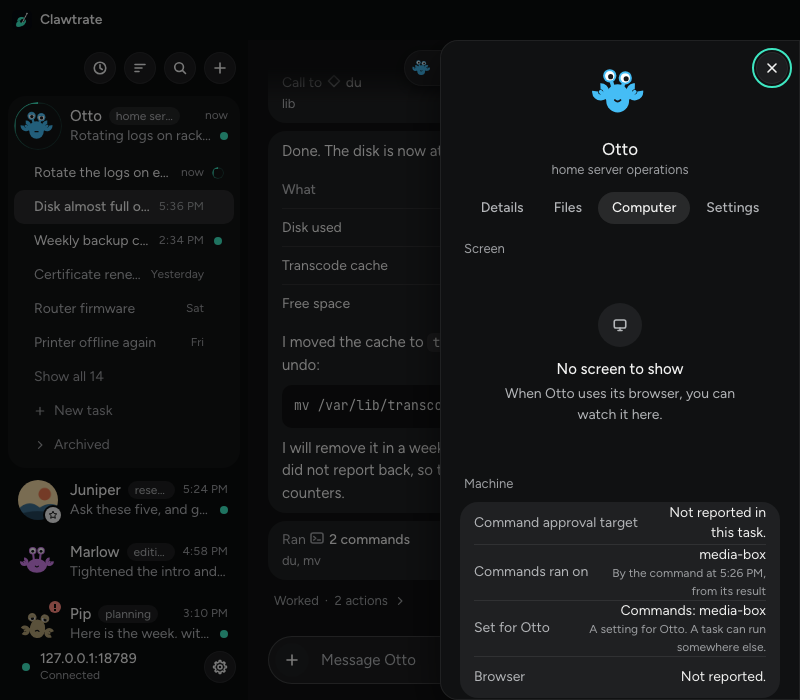 Clawtrate
Otto home ser... now
Rotating logs on rack...
Rotate the logs on e... now
Disk almost full o... 5:36 PM
Weekly backup c... 2:34 PM
Certificate rene... Yesterday
Router firmware Sat
Printer offline again Fri
Show all 14
New task
Archived
Juniper rese... 5:24 PM
Ask these five, and g...
Marlow editi... 4:58 PM
Tightened the intro and...
Pip planning 3:10 PM
Here is the week. wit...
127.0.0.1:18789
Connected
Call to du
lib
Done. The disk is now at
What
Disk used
Transcode cache
Free space
I moved the cache to t
undo:
mv /var/lib/transco
I will remove it in a week
did not report back, so t
counters.
Ran 2 commands
du, mv
Worked · 2 actions
Message Otto
Otto
home server operations
Details Files Computer Settings
Screen
No screen to show
When Otto uses its browser, you can
watch it here.
Machine
Command approval target Not reported in
this task.
Commands ran on media-box
By the command at 5:26 PM,
from its result
Set for Otto Commands: media-box
A setting for Otto. A task can run
somewhere else.
Browser Not reported.